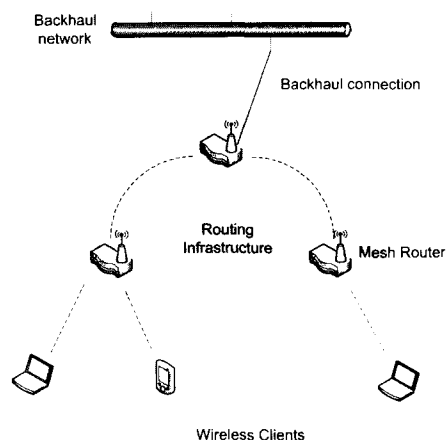 Backhaul
network
Backhaul connection
Routing
Infrastructure
Mesh Router
Wireless Clients